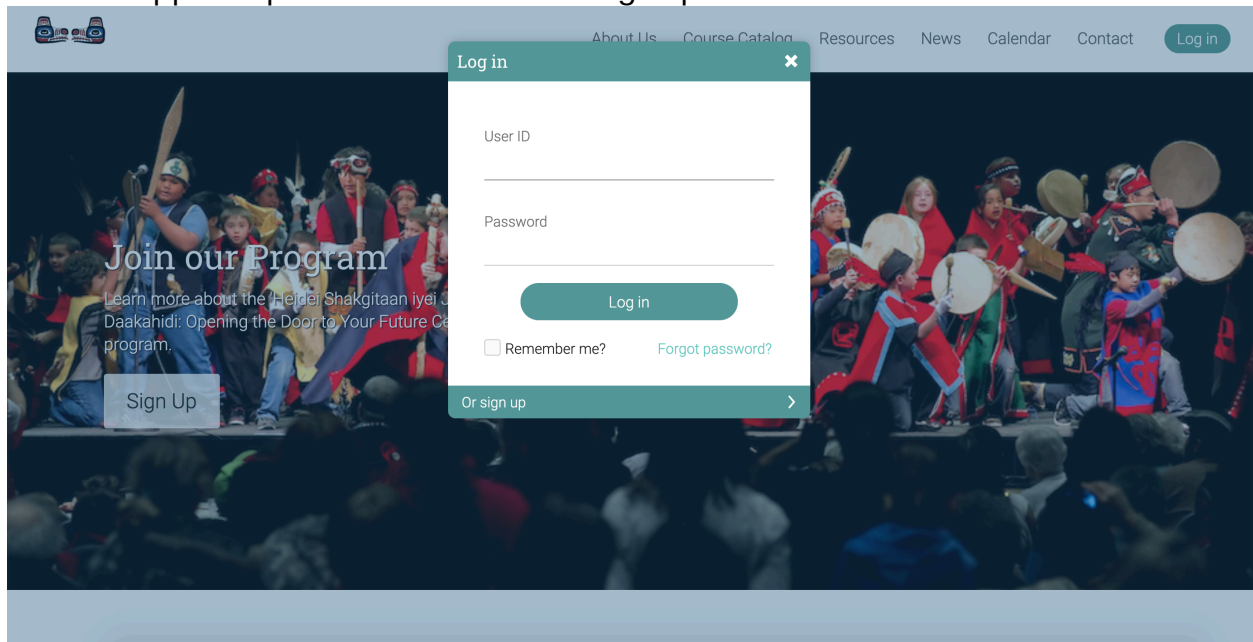 About Us Course Catalog Resources News Calendar Contact Log in
Log in
User ID
Password
Log in
Remember me? Forgot password?
Or sign up
Join our Program
Learn more about the 'Heidei Shakgitaan iyei J
Daakahidi: Opening the Door to Your Future Ce
program.
Sign Up